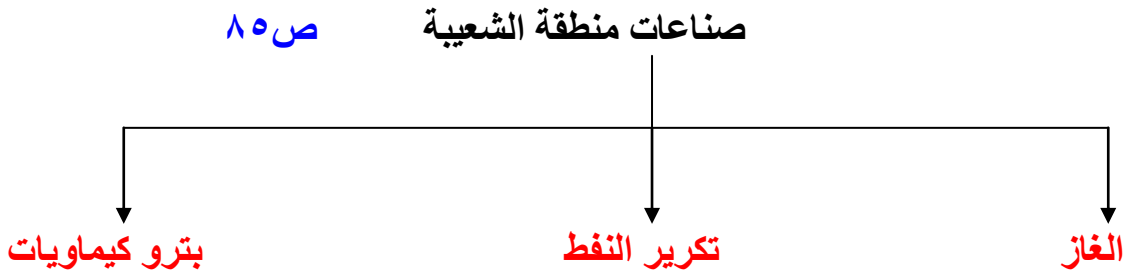 صناعات منطقة الشعيبة ص٨٥
الغاز تكرير النفط بترو كيماويات